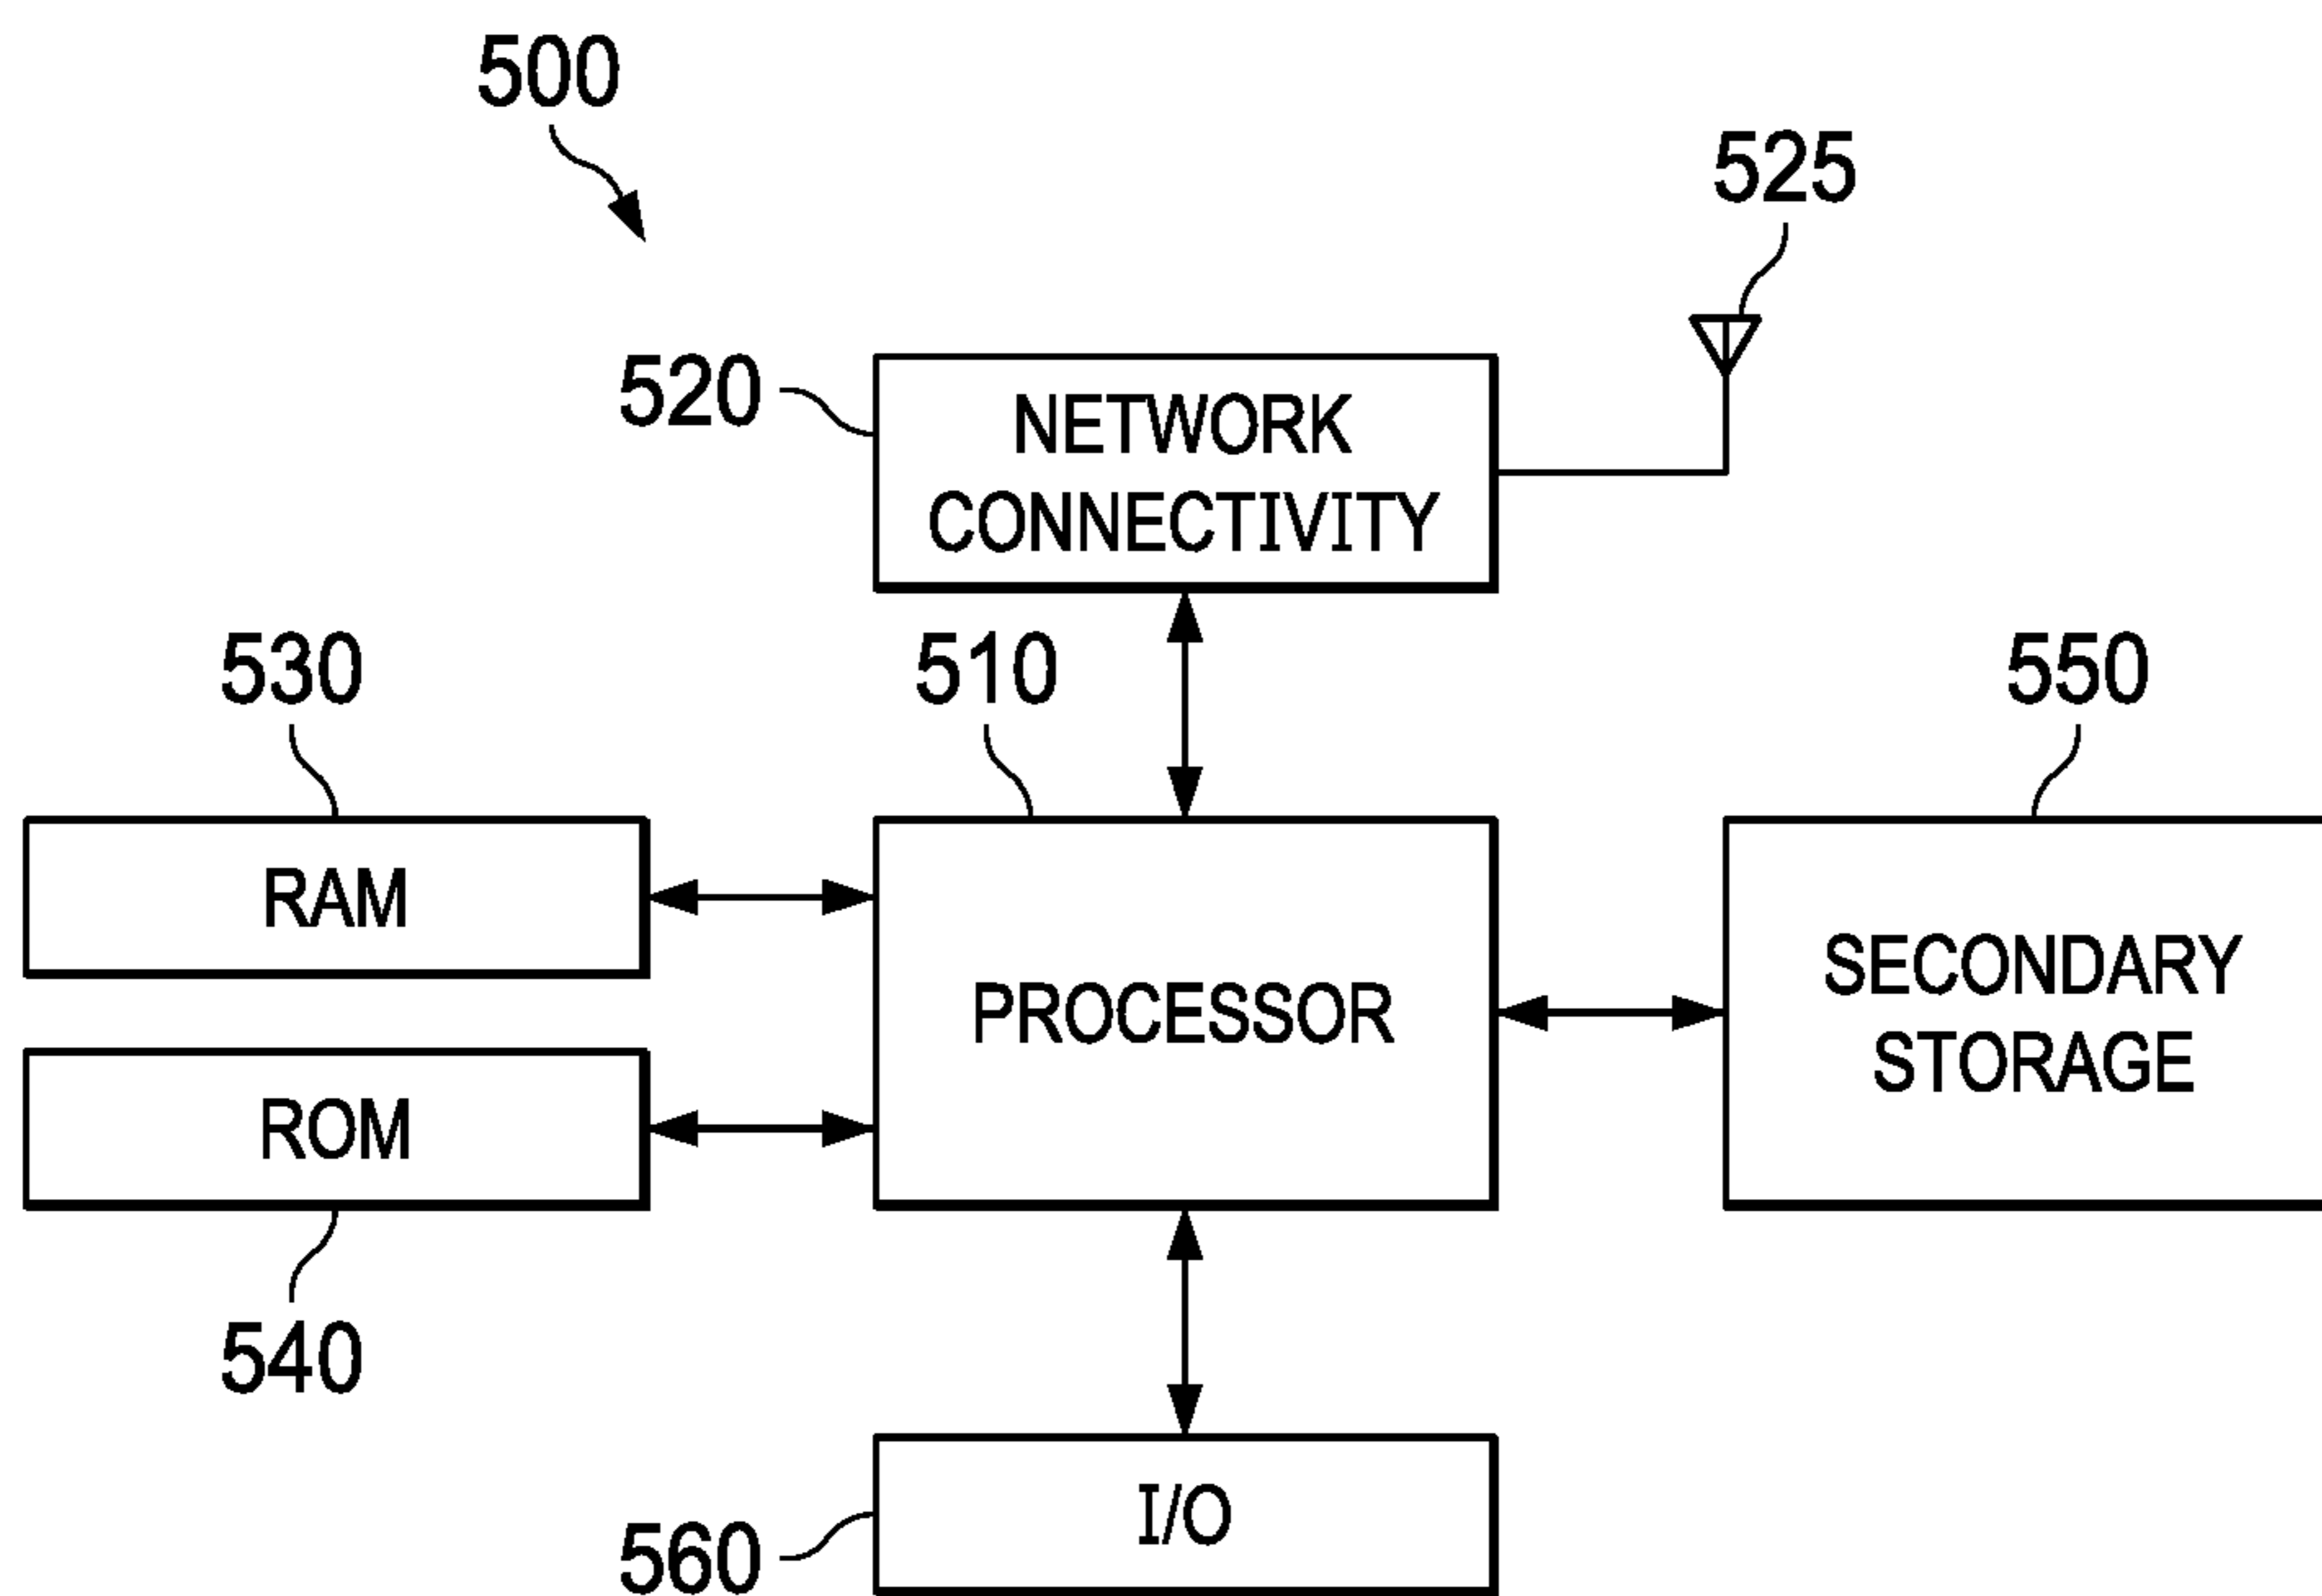 500
525
520
NETWORK
CONNECTIVITY
530
510
550
RAM
PROCESSOR
SECONDARY
STORAGE
ROM
540
I/O
560